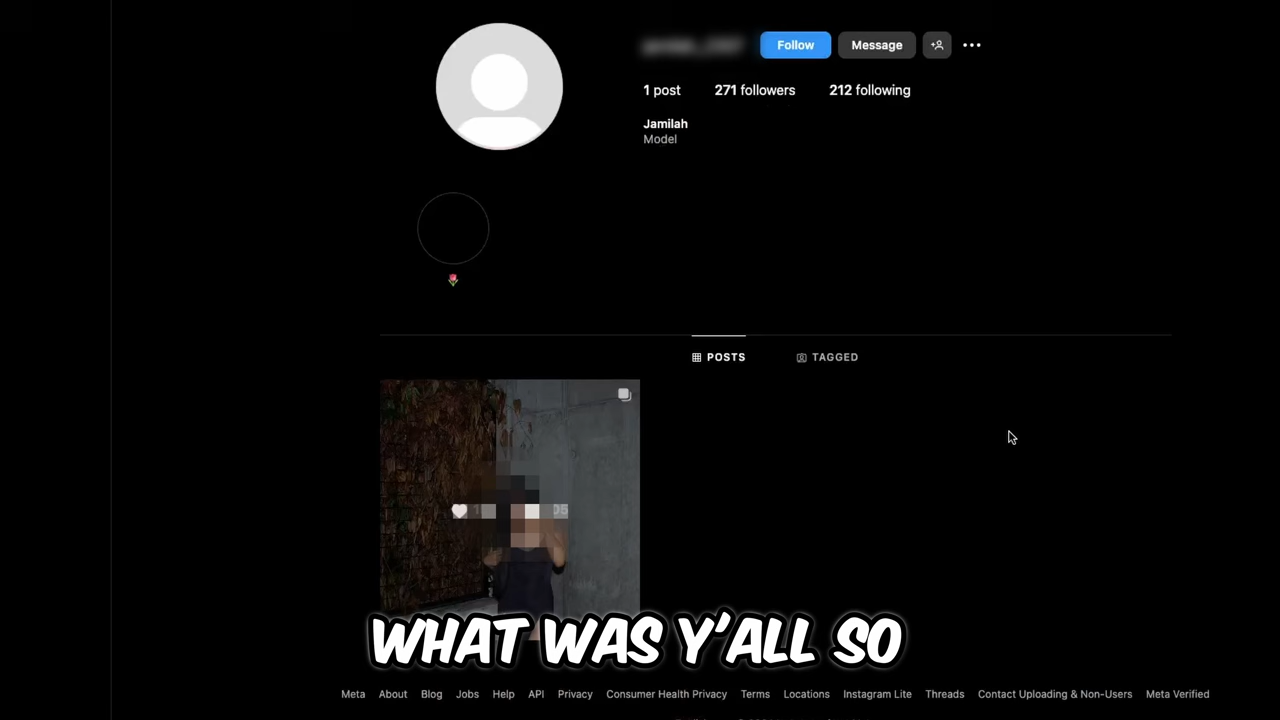 Follow
Message
1 post
271 followers
212 following
Jamilah
Model
POSTS
TAGGED
WHAT WAS Y'ALL SO
Meta
About
Blog
Jobs
Help
API
Privacy
Consumer Health Privacy
Terms
Locations
Instagram Lite
Threads
Contact Uploading & Non-Users
Meta Verified